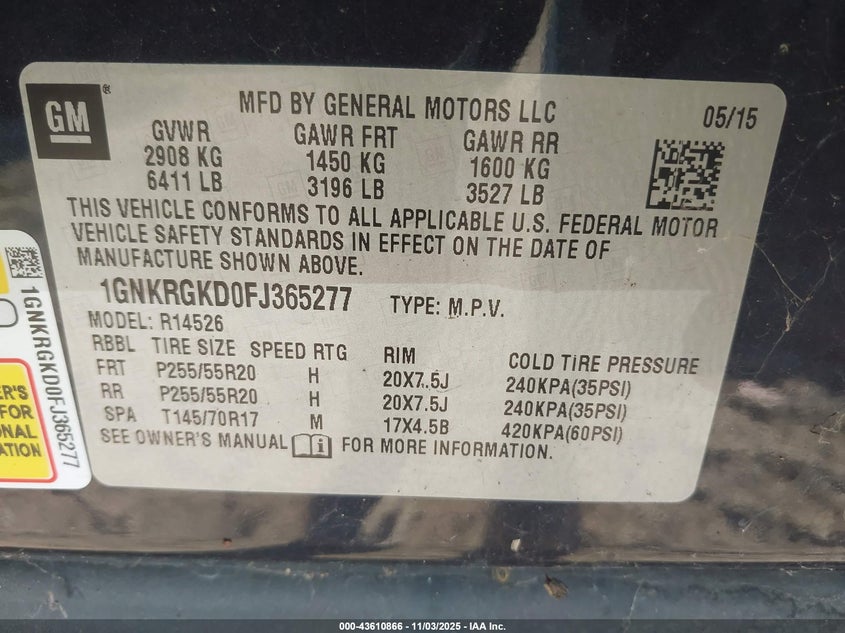 GM
MFD BY GENERAL MOTORS LLC 05/15
GVWR GAWR FRT GAWR RR
2908 KG 1450 KG 1600 KG
6411 LB 3196 LB 3527 LB
THIS VEHICLE CONFORMS TO ALL APPLICABLE U.S. FEDERAL MOTOR
VEHICLE SAFETY STANDARDS IN EFFECT ON THE DATE OF
MANUFACTURE SHOWN ABOVE.
1GNKRGKD0FJ365277 TYPE: M.P.V.
MODEL: R14526
RBBL TIRE SIZE SPEED RTG RIM COLD TIRE PRESSURE
FRT P255/55R20 H 20X7.5J 240KPA(35PSI)
RR P255/55R20 H 20X7.5J 240KPA(35PSI)
SPA T145/70R17 M 17X4.5B 420KPA(60PSI)
SEE OWNER'S MANUAL FOR MORE INFORMATION.
1GNKRGKD0FJ365277
ER'S
FOR
ONAL
ATION
000-43610866 - 11/03/2025 - IAA Inc.